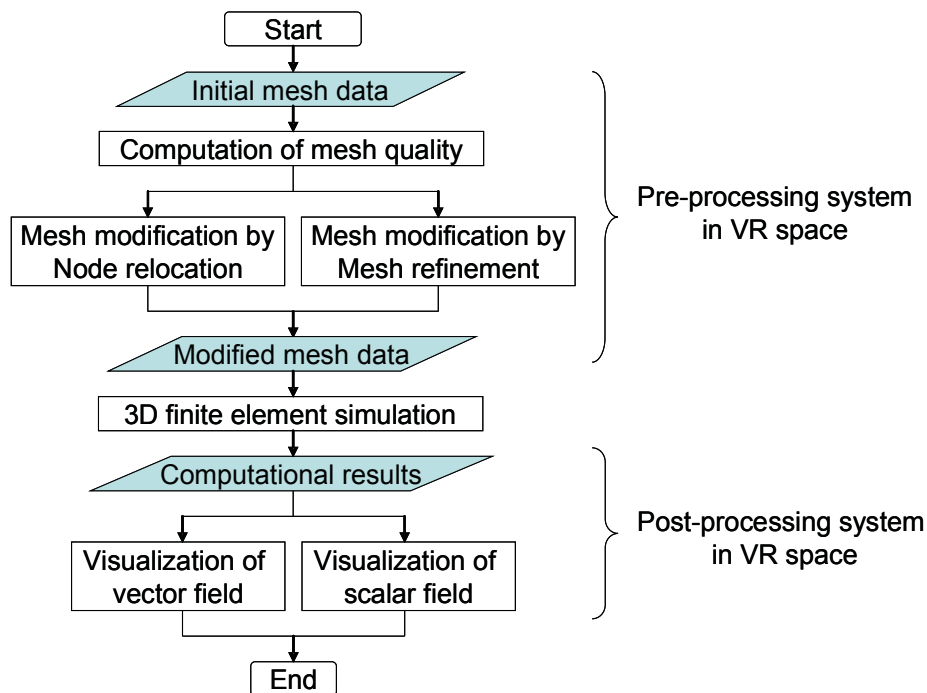 Start
Initial mesh data
Computation of mesh quality
Mesh modification by
Node relocation
Mesh modification by
Mesh refinement
Modified mesh data
3D finite element simulation
Computational results
Visualization of
vector field
Visualization of
scalar field
End
Pre-processing system
in VR space
Post-processing system
in VR space